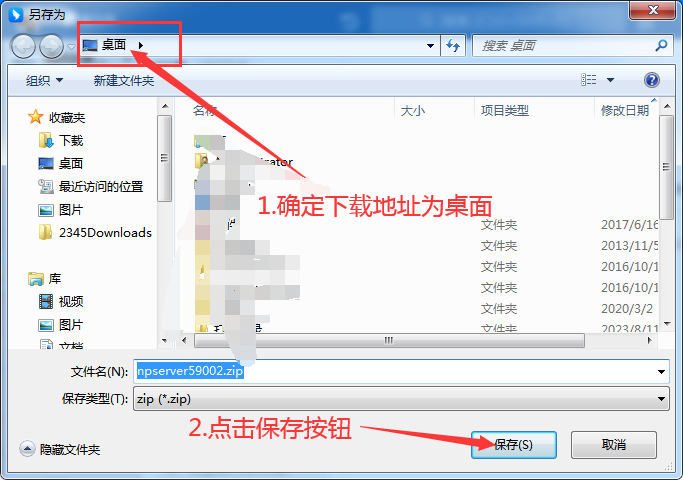 另存为
桌面
搜索 桌面
组织
新建文件夹
名称
大小
项目类型
修改日期
收藏夹
下载
桌面
最近访问的位置
图片
2345Downloads
库
视频
图片
文档
rator
1.确定下载地址为桌面
文件夹
2017/6/16
文件夹
2013/11/5
文件夹
2016/10/1
文件夹
2016/10/1
文件夹
2020/3/2
文件夹
2023/8/11
文件名(N):
npserver59002.zip
保存类型(T):
zip (*.zip)
2.点击保存按钮
隐藏文件夹
保存(S)
取消